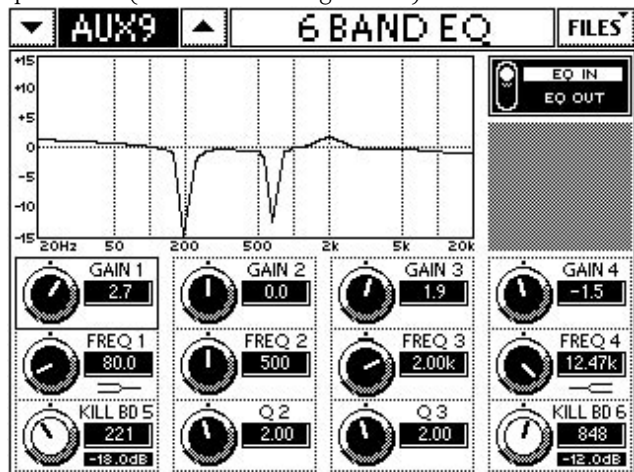 AUX9 6 BAND EQ FILES
+15
+10
+5
0
-5
-10
-15
20Hz 50 200 500 2k 5k 20k
EQ IN
EQ OUT
GAIN 1 GAIN 2 GAIN 3 GAIN 4
2.7 0.0 1.9 -1.5
FREQ 1 FREQ 2 FREQ 3 FREQ 4
80.0 500 2.00k 12.47k
KILL BD 5 Q 2 Q 3 KILL BD 6
221 2.00 2.00 848
-18.0dB -12.0dB